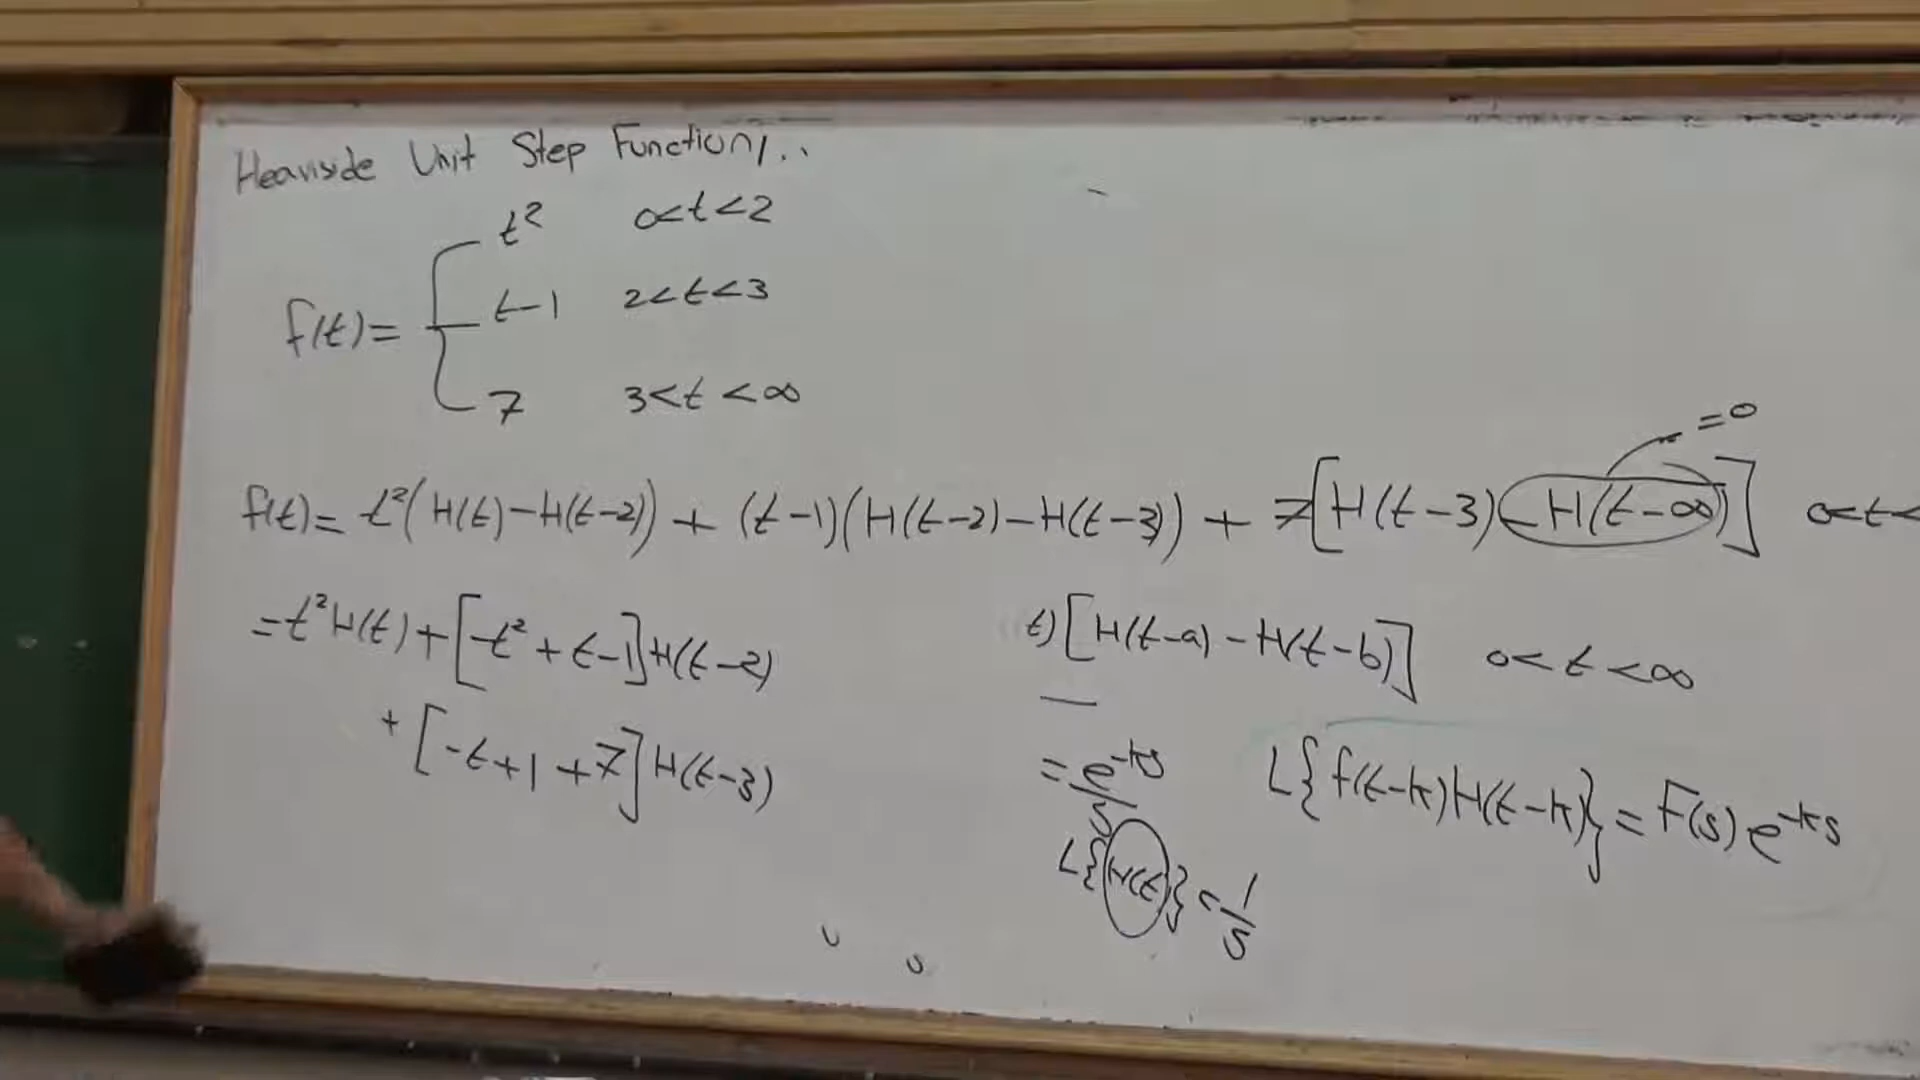 Heaviside Unit Step Function,..
t² 0<t<2
f(t)= t-1 2<t<3
7 3<t<∞
=0
f(t)= t²(H(t)-H(t-2)) + (t-1)(H(t-2)-H(t-3)) + 7[H(t-3)-H(t-∞)] 0<t<
=t²H(t)+[-t²+t-1]H(t-2)
+[-t+1+7]H(t-3)
t)[H(t-a)-H(t-b)] 0<t<∞
= e^-ks/s
L{f(t-k)H(t-k)}=F(s)e^-ks
L{H(t)}=1/s